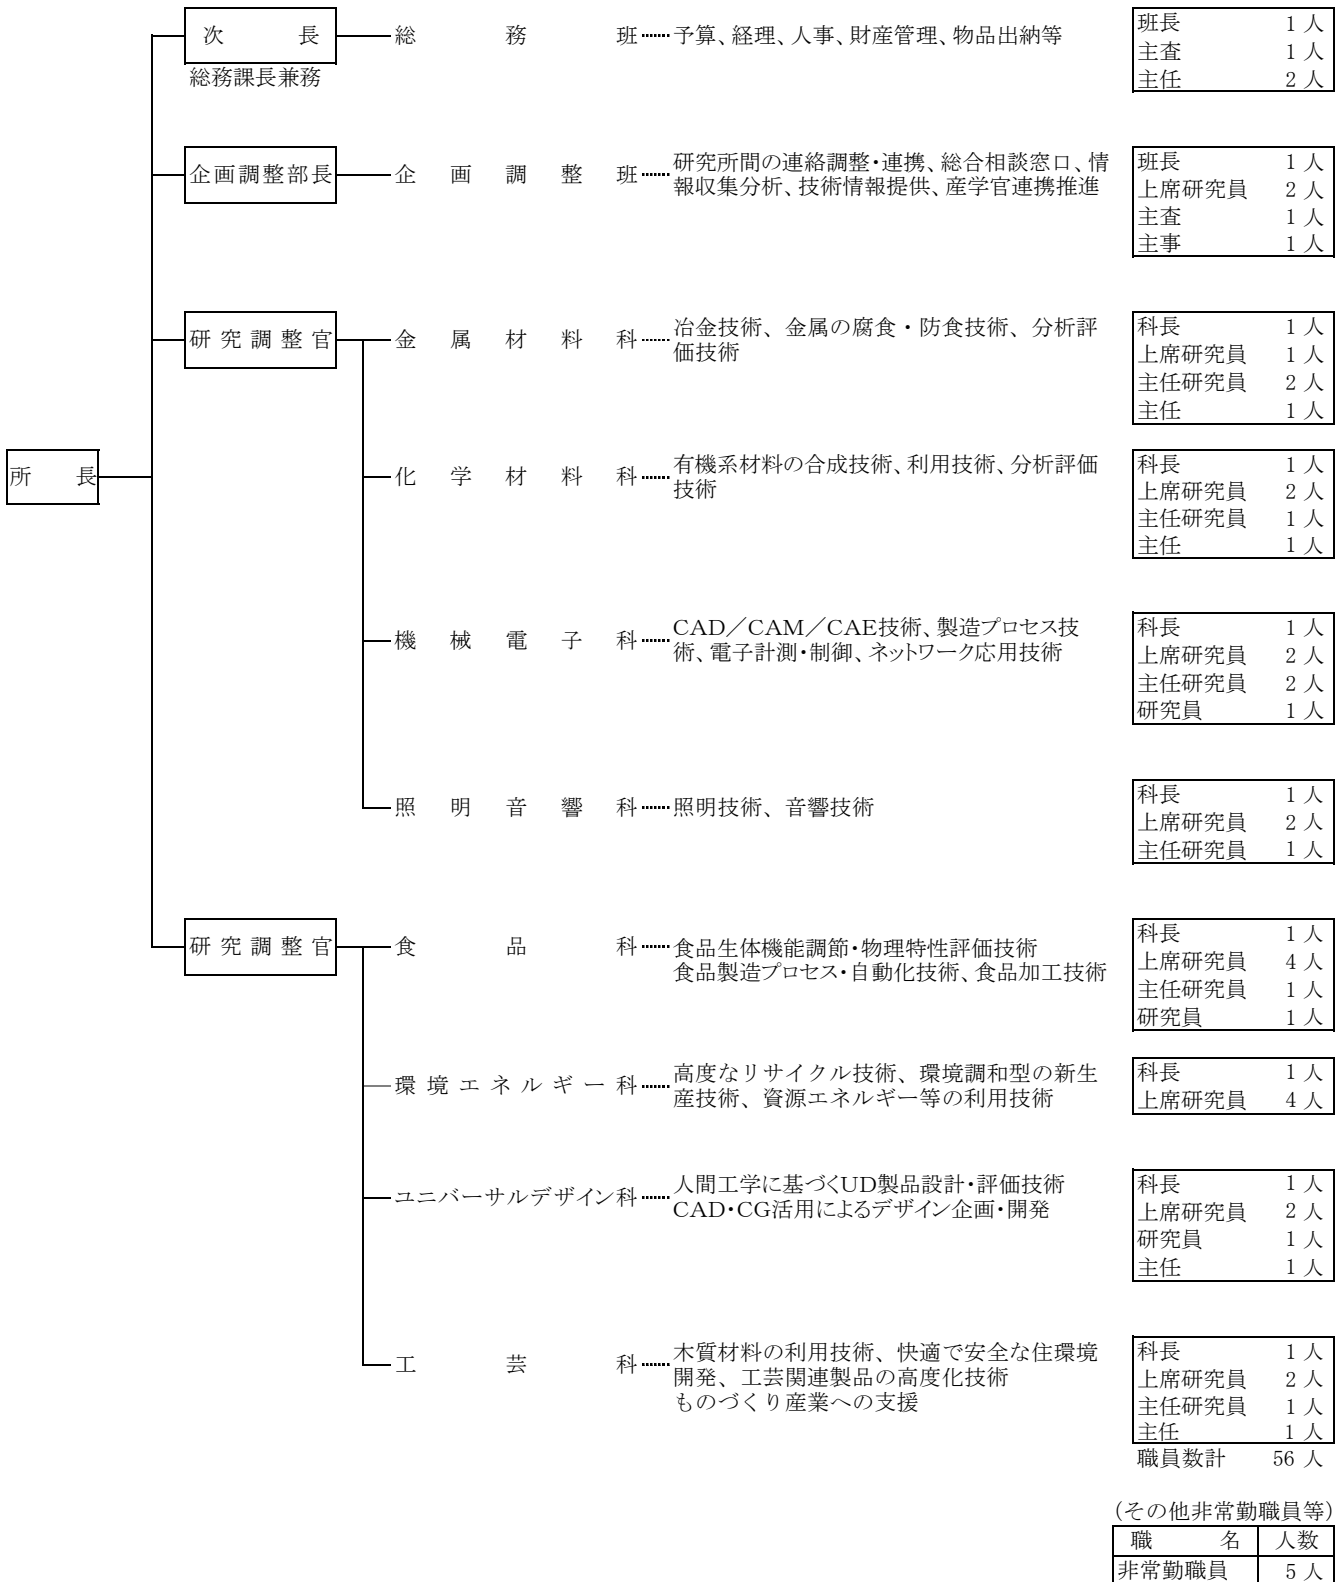 次　長 総務班 予算、経理、人事、財産管理、物品出納等
総務課長兼務
班長 1人
主査 1人
主任 2人
企画調整部長 企画調整班 研究所間の連絡調整・連携、総合相談窓口、情
報収集分析、技術情報提供、産学官連携推進
班長 1人
上席研究員 2人
主査 1人
主事 1人
研究調整官 金属材料科 冶金技術、金属の腐食・防食技術、分析評
価技術
科長 1人
上席研究員 1人
主任研究員 2人
主任 1人
所　長 化学材料科 有機系材料の合成技術、利用技術、分析評価
技術
科長 1人
上席研究員 2人
主任研究員 1人
主任 1人
機械電子科 CAD／CAM／CAE技術、製造プロセス技
術、電子計測・制御、ネットワーク応用技術
科長 1人
上席研究員 2人
主任研究員 2人
研究員 1人
照明音響科 照明技術、音響技術
科長 1人
上席研究員 2人
主任研究員 1人
研究調整官 食品科 食品生体機能調節・物理特性評価技術
食品製造プロセス・自動化技術、食品加工技術
科長 1人
上席研究員 4人
主任研究員 1人
研究員 1人
環境エネルギー科 高度なリサイクル技術、環境調和型の新生
産技術、資源エネルギー等の利用技術
科長 1人
上席研究員 4人
ユニバーサルデザイン科 人間工学に基づくUD製品設計・評価技術
CAD・CG活用によるデザイン企画・開発
科長 1人
上席研究員 2人
研究員 1人
主任 1人
工芸科 木質材料の利用技術、快適で安全な住環境
開発、工芸関連製品の高度化技術
ものづくり産業への支援
科長 1人
上席研究員 2人
主任研究員 1人
主任 1人
職員数計 56人
（その他非常勤職員等）
職　名 人数
非常勤職員 5人